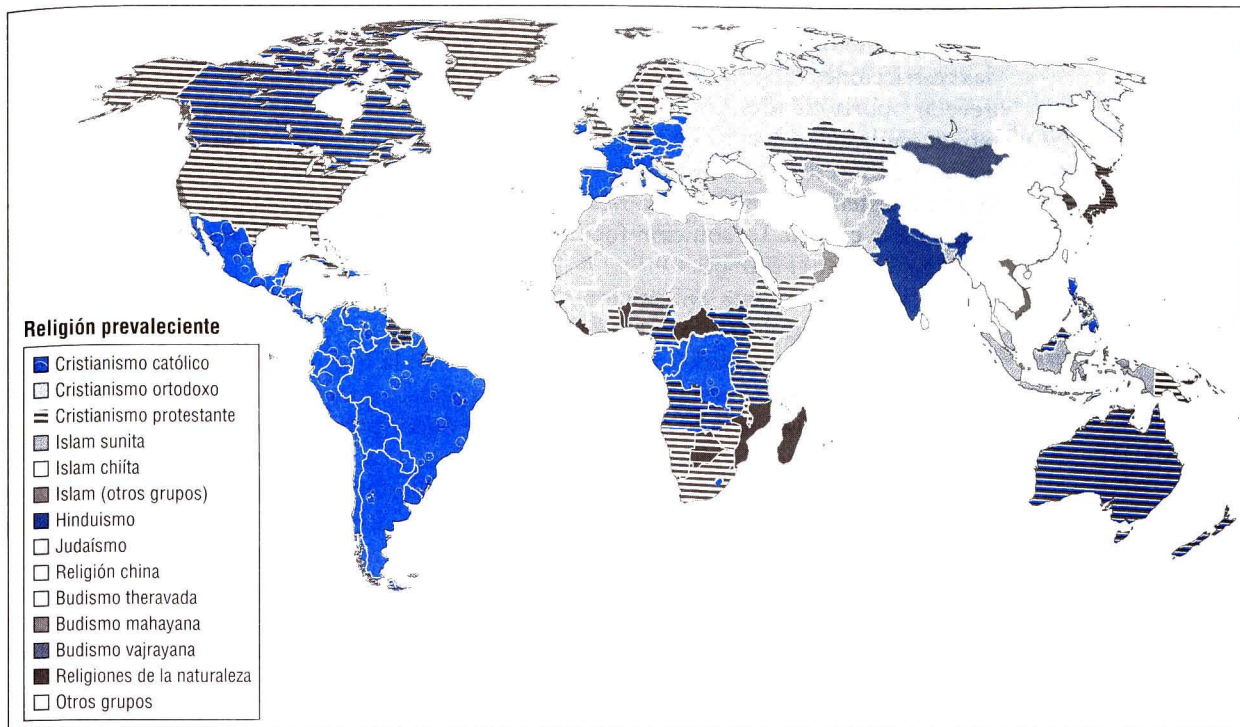 Religión prevaleciente
Cristianismo católico
Cristianismo ortodoxo
Cristianismo protestante
Islam sunita
Islam chiíta
Islam (otros grupos)
Hinduismo
Judaísmo
Religión china
Budismo theravada
Budismo mahayana
Budismo vajrayana
Religiones de la naturaleza
Otros grupos